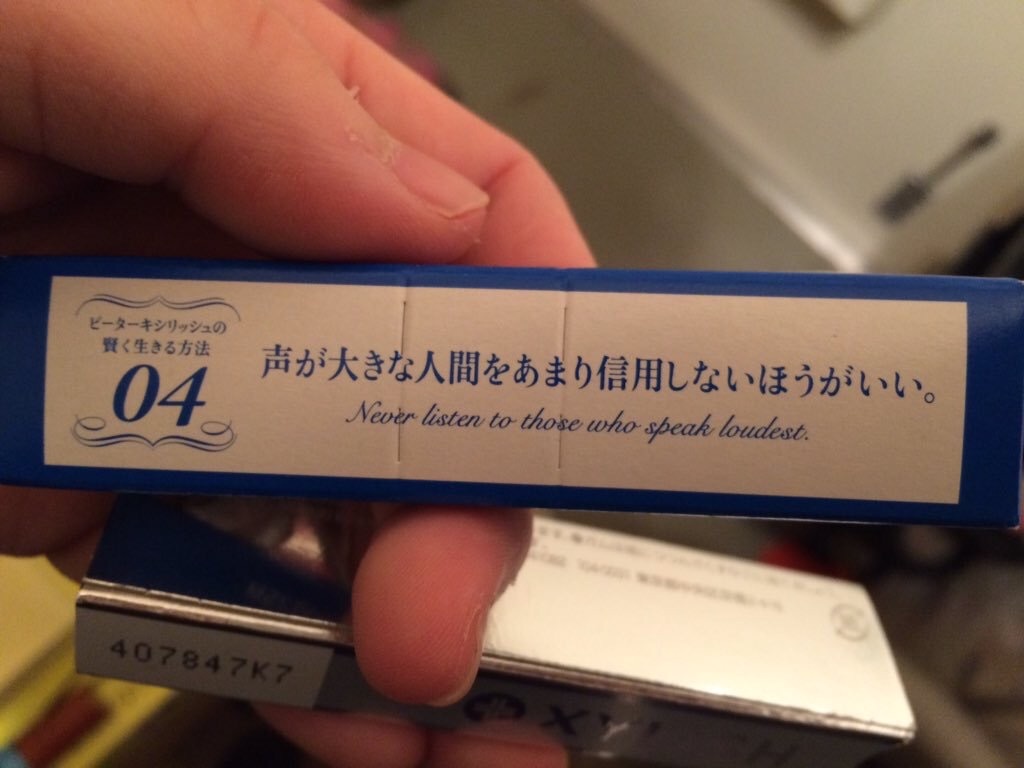 ピーターキシリッシュの
賢く生きる方法
04
声が大きな人間をあまり信用しないほうがいい。
Never listen to those who speak loudest.
407847K7
XY